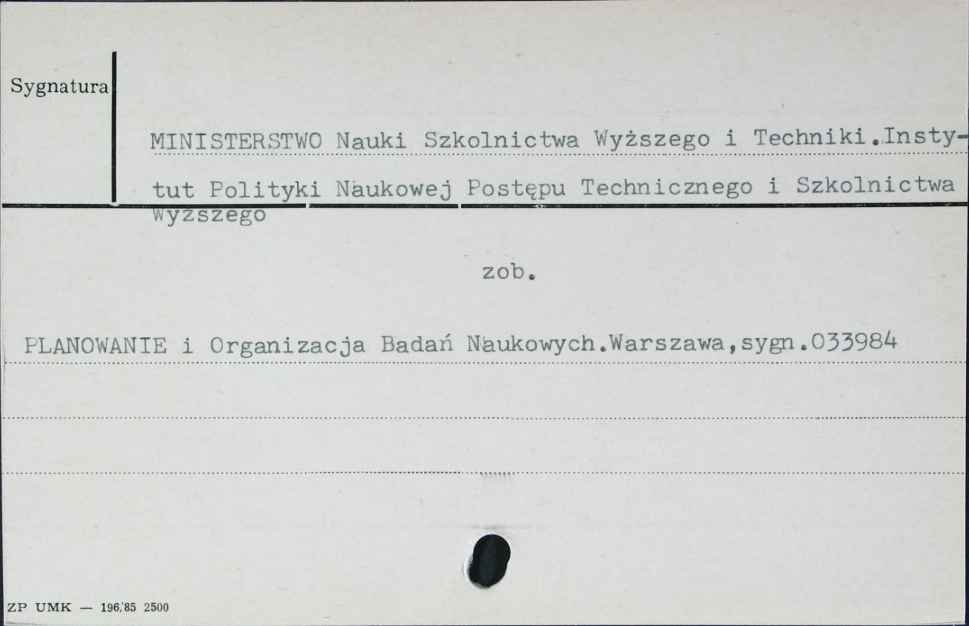 Sygnatura
MINISTERSTWO Nauki Szkolnictwa Wyższego i Techniki.Insty-
tut Polityki Naukowej Postępu Technicznego i Szkolnictwa
Wyższego
zob.
PLANOWANIE i Organizacja Badań Naukowych.Warszawa,sygn.033984
ZP UMK — 196/85 2500